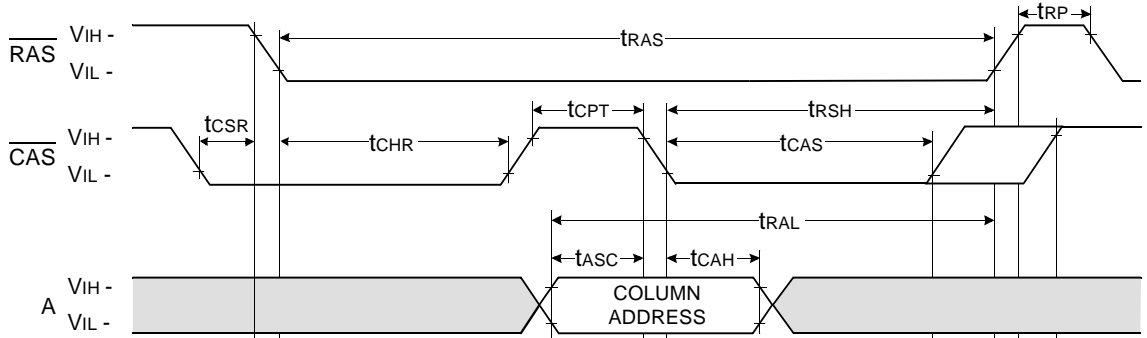 tRP
VIH -
RAS
tRAS
VIL -
tCPT
tRSH
VIH -
tCSR
CAS
tCHR
tCAS
VIL -
tRAL
tASC
tCAH
VIH -
A
COLUMN
ADDRESS
VIL -